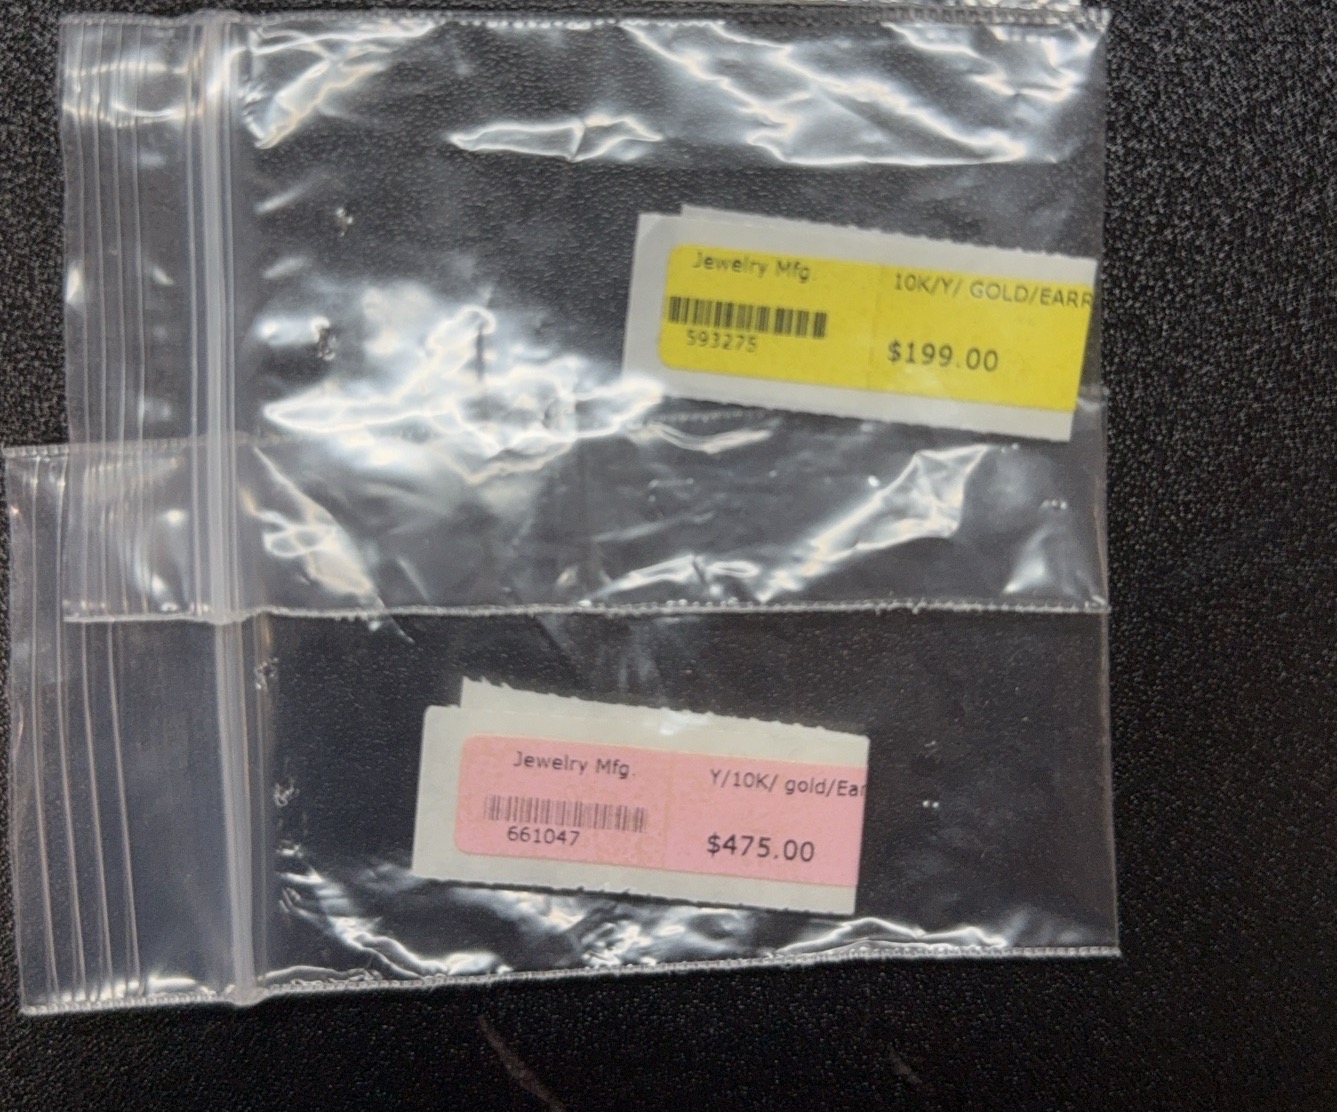 Jewelry Mfg.
10K/Y/ GOLD/EARR
593275
$199.00
Jewelry Mfg.
Y/10K/ gold/Ear
661047
$475.00